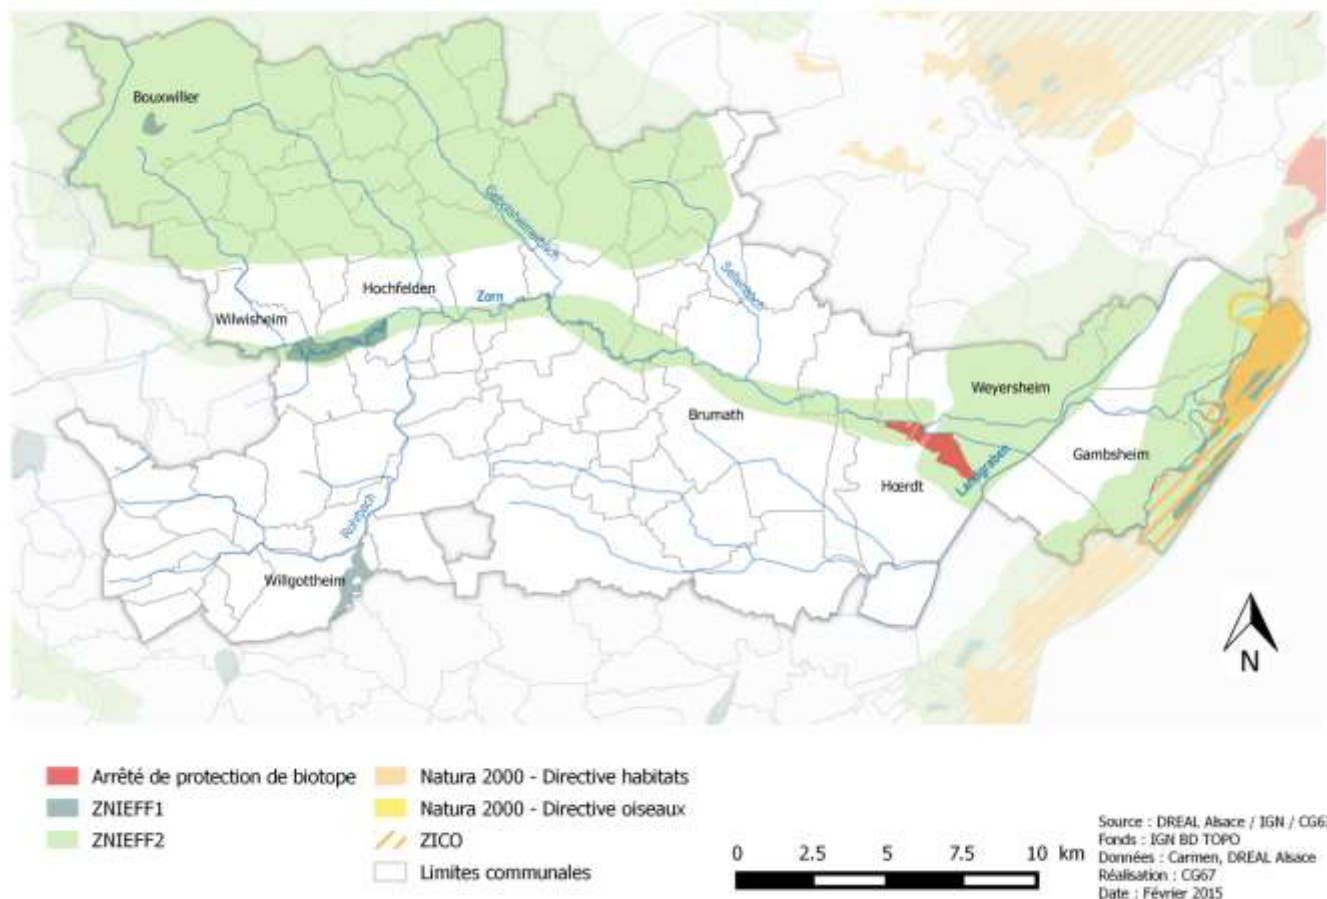 Bouxwiller
Gebolsheimerbach
Hochfelden
Zorn
Wilwisheim
Weyersheim
Brumath
Gambsheim
Hœrdt
Landgraben
Rohrbach
Willgottheim
N
Arrêté de protection de biotope
ZNIEFF1
ZNIEFF2
Natura 2000 - Directive habitats
Natura 2000 - Directive oiseaux
ZICO
Limites communales
0 2.5 5 7.5 10 km
Source : DREAL Alsace / IGN / CG67
Fonds : IGN BD TOPO
Données : Carmen, DREAL Alsace
Réalisation : CG67
Date : Février 2015